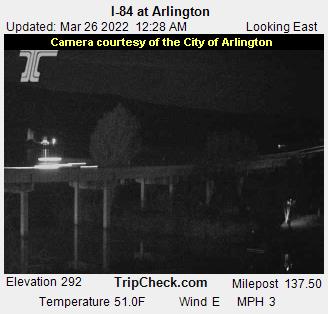 I-84 at Arlington
Updated: Mar 26 2022 12:28 AM Looking East
Camera courtesy of the City of Arlington
Elevation 292 TripCheck.com Milepost 137.50
Temperature 51.0F Wind E MPH 3